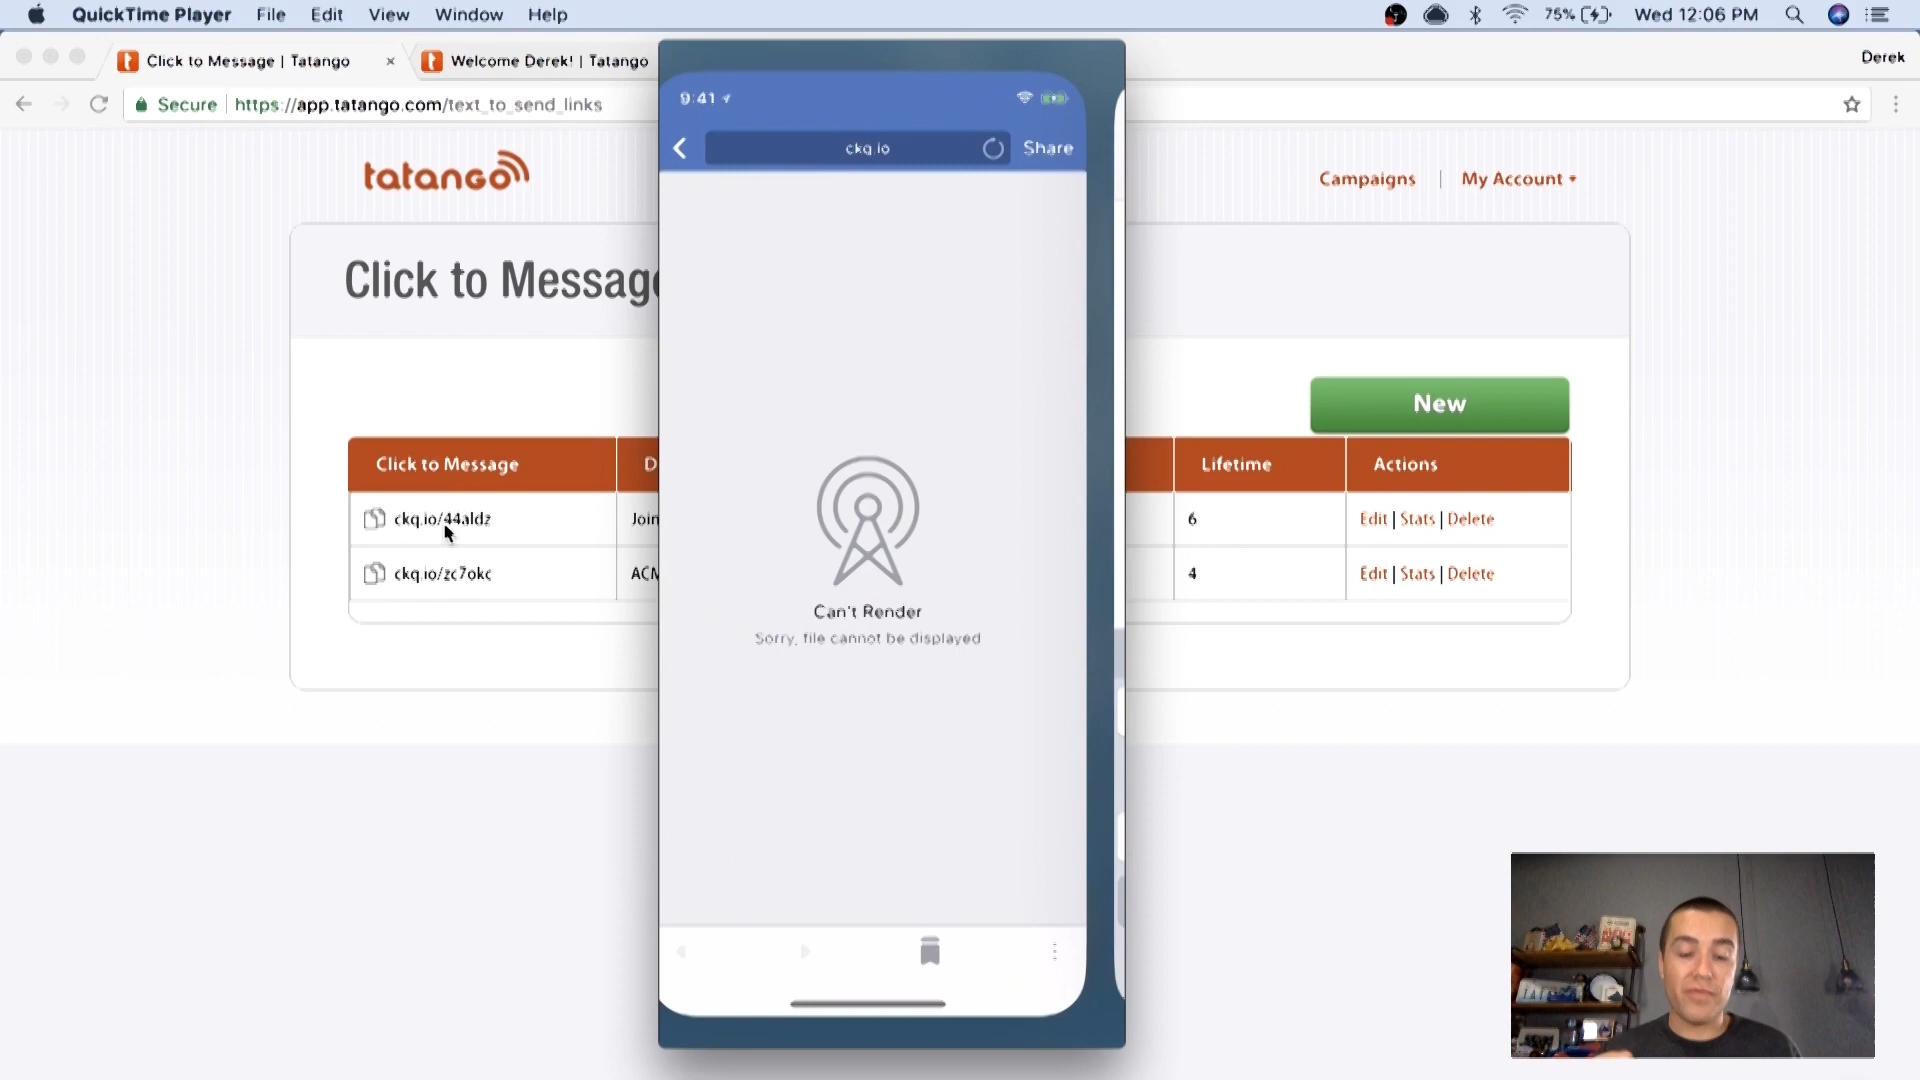 QuickTime Player File Edit View Window Help 75% Wed 12:06 PM
Click to Message | Tatango × Welcome Derek! | Tatango Derek
Secure https://app.tatango.com/text_to_send_links
9:41
ckq.io Share
tatango
Campaigns | My Account
Click to Message
New
Click to Message D Lifetime Actions
ckq.io/44aldz Join 6 Edit | Stats | Delete
ckq.io/zc7okc ACM 4 Edit | Stats | Delete
Can't Render
Sorry, file cannot be displayed